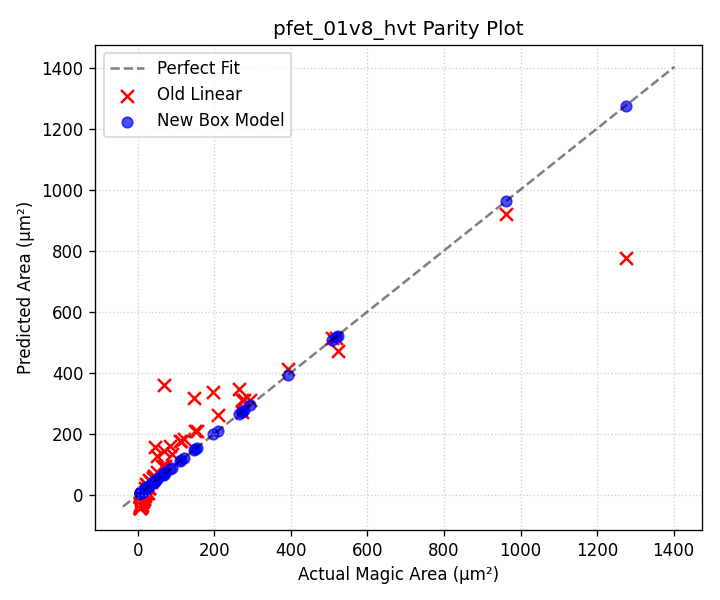 pfet_01v8_hvt Parity Plot
Perfect Fit
Old Linear
New Box Model
1400
1200
1000
800
600
400
200
0
Predicted Area (μm²)
0 200 400 600 800 1000 1200 1400
Actual Magic Area (μm²)